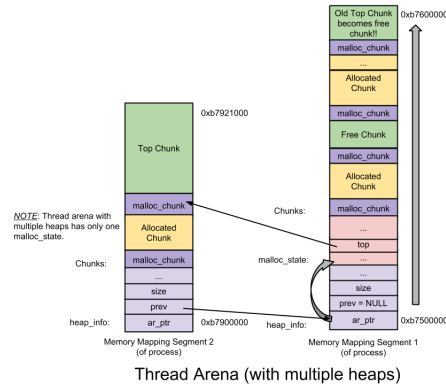 Old Top Chunk
becomes free
chunk!!
0xb7600000
malloc_chunk
...
Allocated
Chunk
malloc_chunk
Free Chunk
malloc_chunk
Allocated
Chunk
Chunks:
malloc_chunk
...
top
malloc_state:
...
...
size
prev = NULL
heap_info:
ar_ptr
0xb7500000
Memory Mapping Segment 1
(of process)
0xb7921000
Top Chunk
malloc_chunk
NOTE: Thread arena with
multiple heaps has only one
malloc_state.
Allocated
Chunk
Chunks:
malloc_chunk
...
size
prev
heap_info:
ar_ptr
0xb7900000
Memory Mapping Segment 2
(of process)
Thread Arena (with multiple heaps)